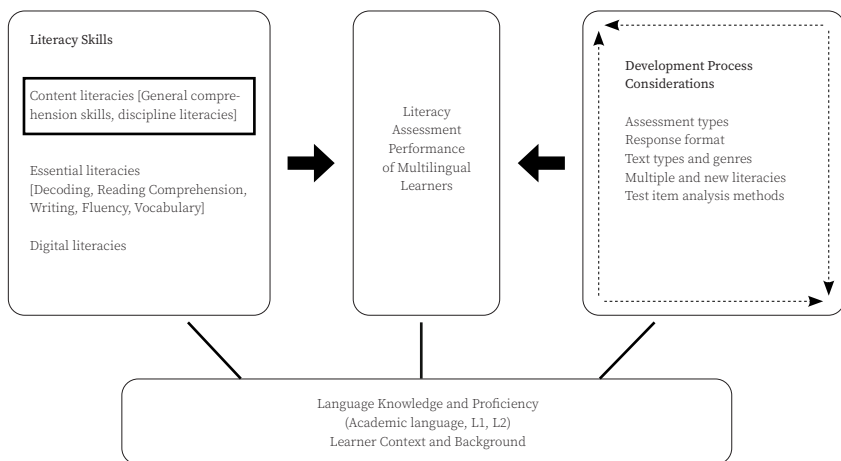 Literacy Skills
Content literacies [General compre-
hension skills, discipline literacies]
Essential literacies
[Decoding, Reading Comprehension,
Writing, Fluency, Vocabulary]
Digital literacies
Literacy
Assessment
Performance
of Multilingual
Learners
Development Process
Considerations
Assessment types
Response format
Text types and genres
Multiple and new literacies
Test item analysis methods
Language Knowledge and Proficiency
(Academic language, L1, L2)
Learner Context and Background